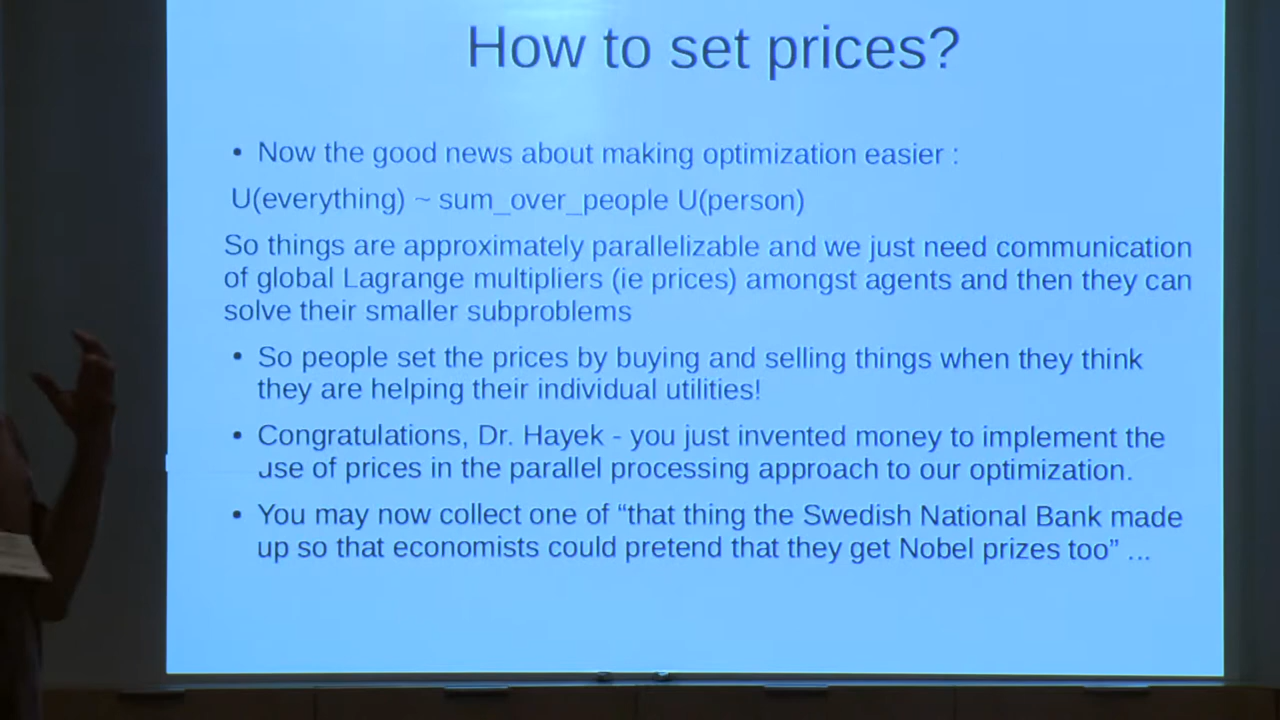 How to set prices?
• Now the good news about making optimization easier :
U(everything) ~ sum_over_people U(person)
So things are approximately parallelizable and we just need communication
of global Lagrange multipliers (ie prices) amongst agents and then they can
solve their smaller subproblems
• So people set the prices by buying and selling things when they think
they are helping their individual utilities!
• Congratulations, Dr. Hayek - you just invented money to implement the
use of prices in the parallel processing approach to our optimization.
• You may now collect one of “that thing the Swedish National Bank made
up so that economists could pretend that they get Nobel prizes too” ...